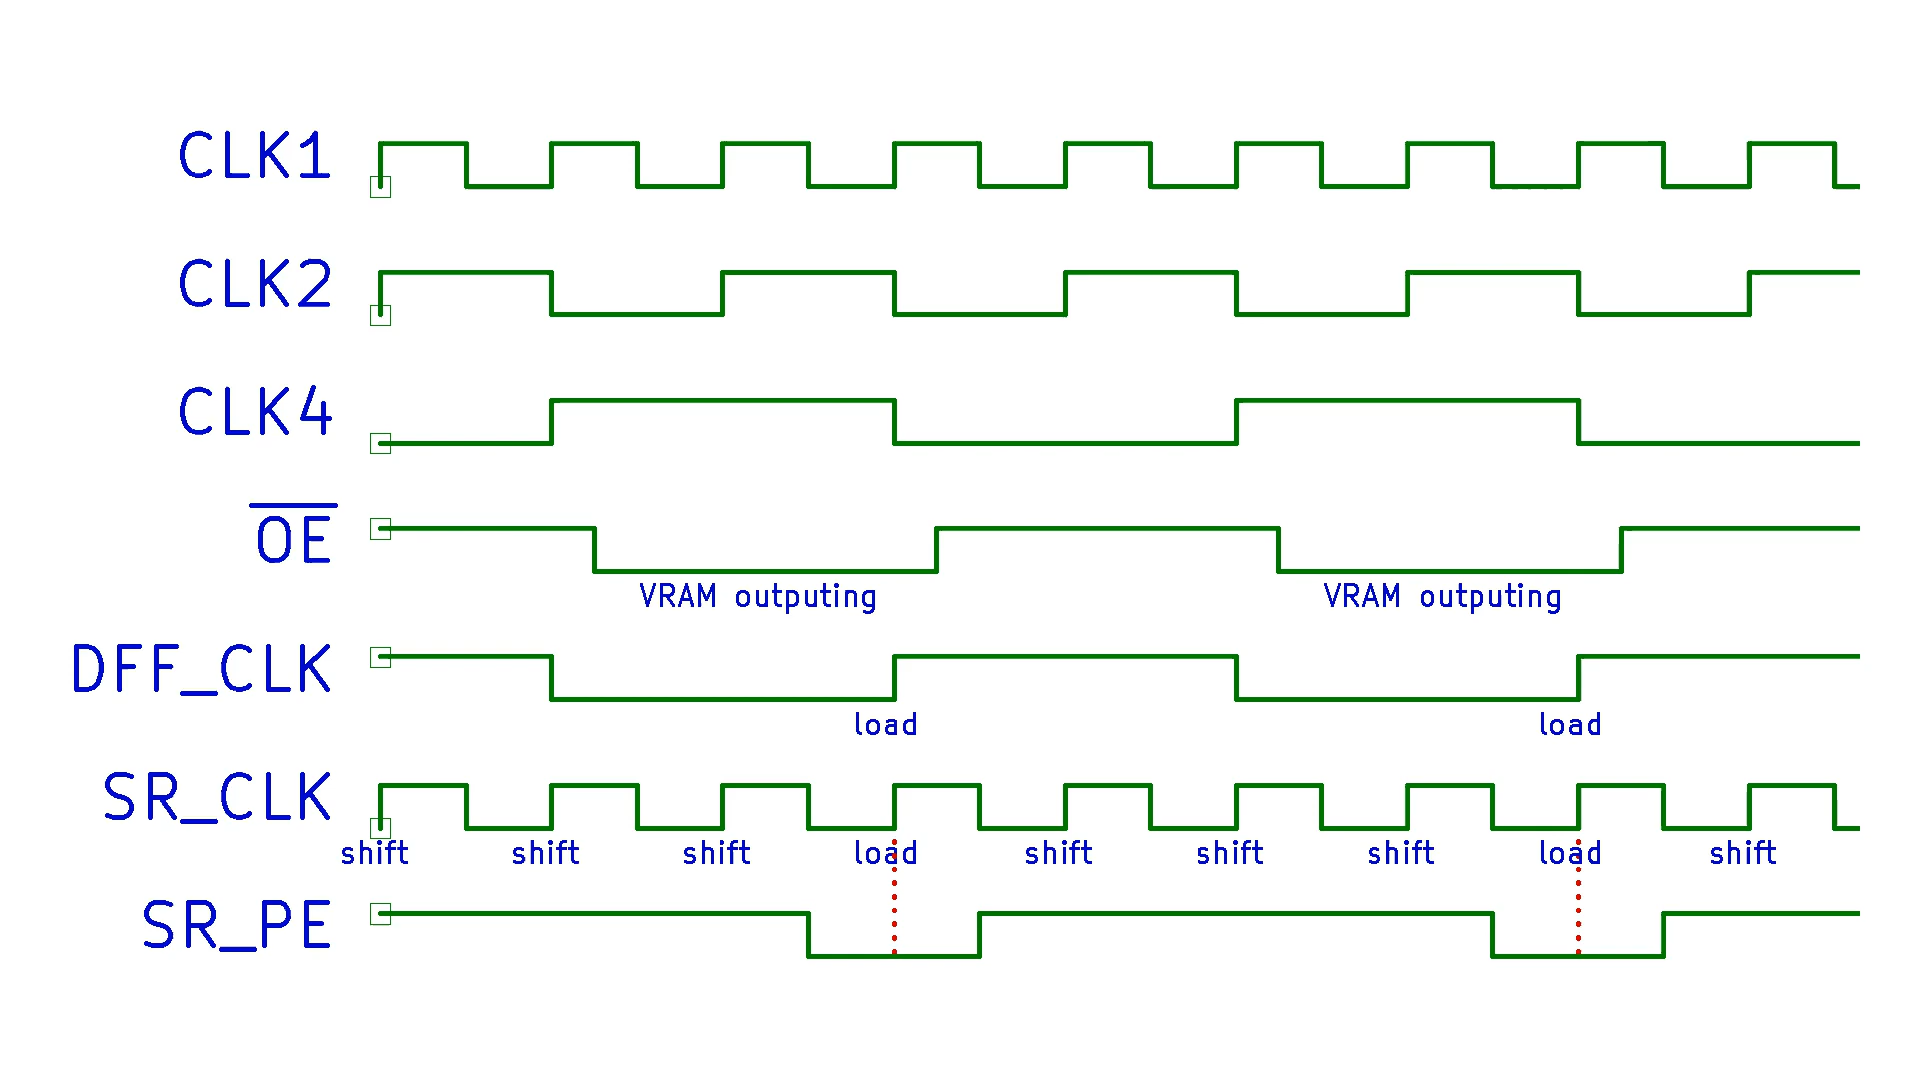 CLK1
CLK2
CLK4
OE
VRAM outputing VRAM outputing
DFF_CLK
load load
SR_CLK
shift shift shift load shift shift shift load shift
SR_PE